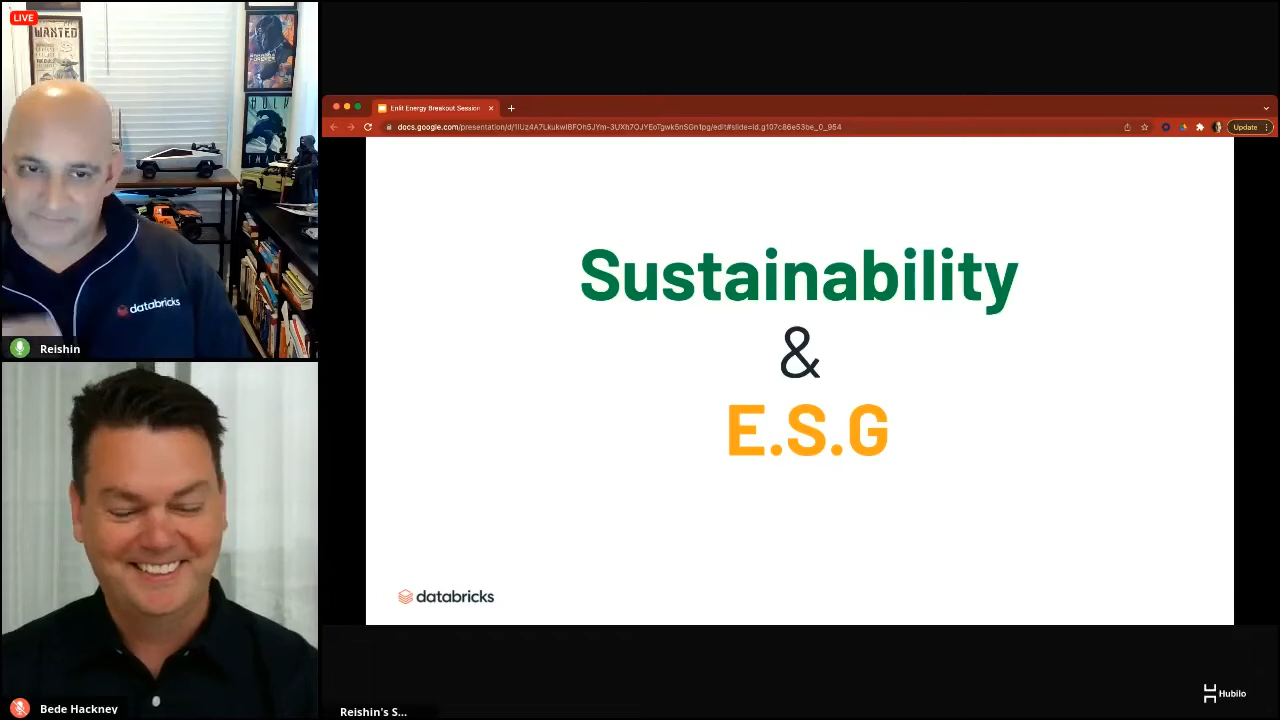 LIVE
WANTED
databricks
Reishin
Bede Hackney
Enlit Energy Breakout Session
Update
Sustainability
&
E.S.G
databricks
Reishin's S...
Hubilo